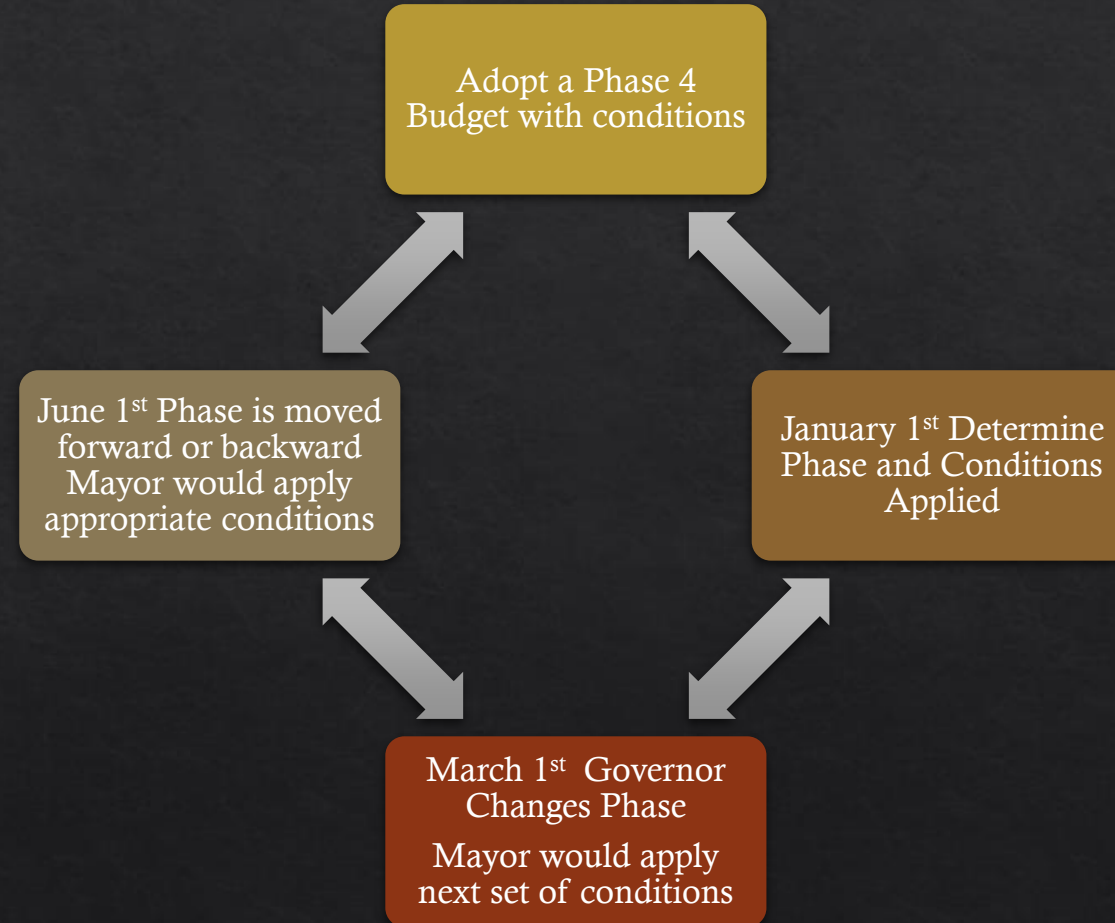 Adopt a Phase 4
Budget with conditions
June 1st Phase is moved
forward or backward
Mayor would apply
appropriate conditions
January 1st Determine
Phase and Conditions
Applied
March 1st Governor
Changes Phase
Mayor would apply
next set of conditions